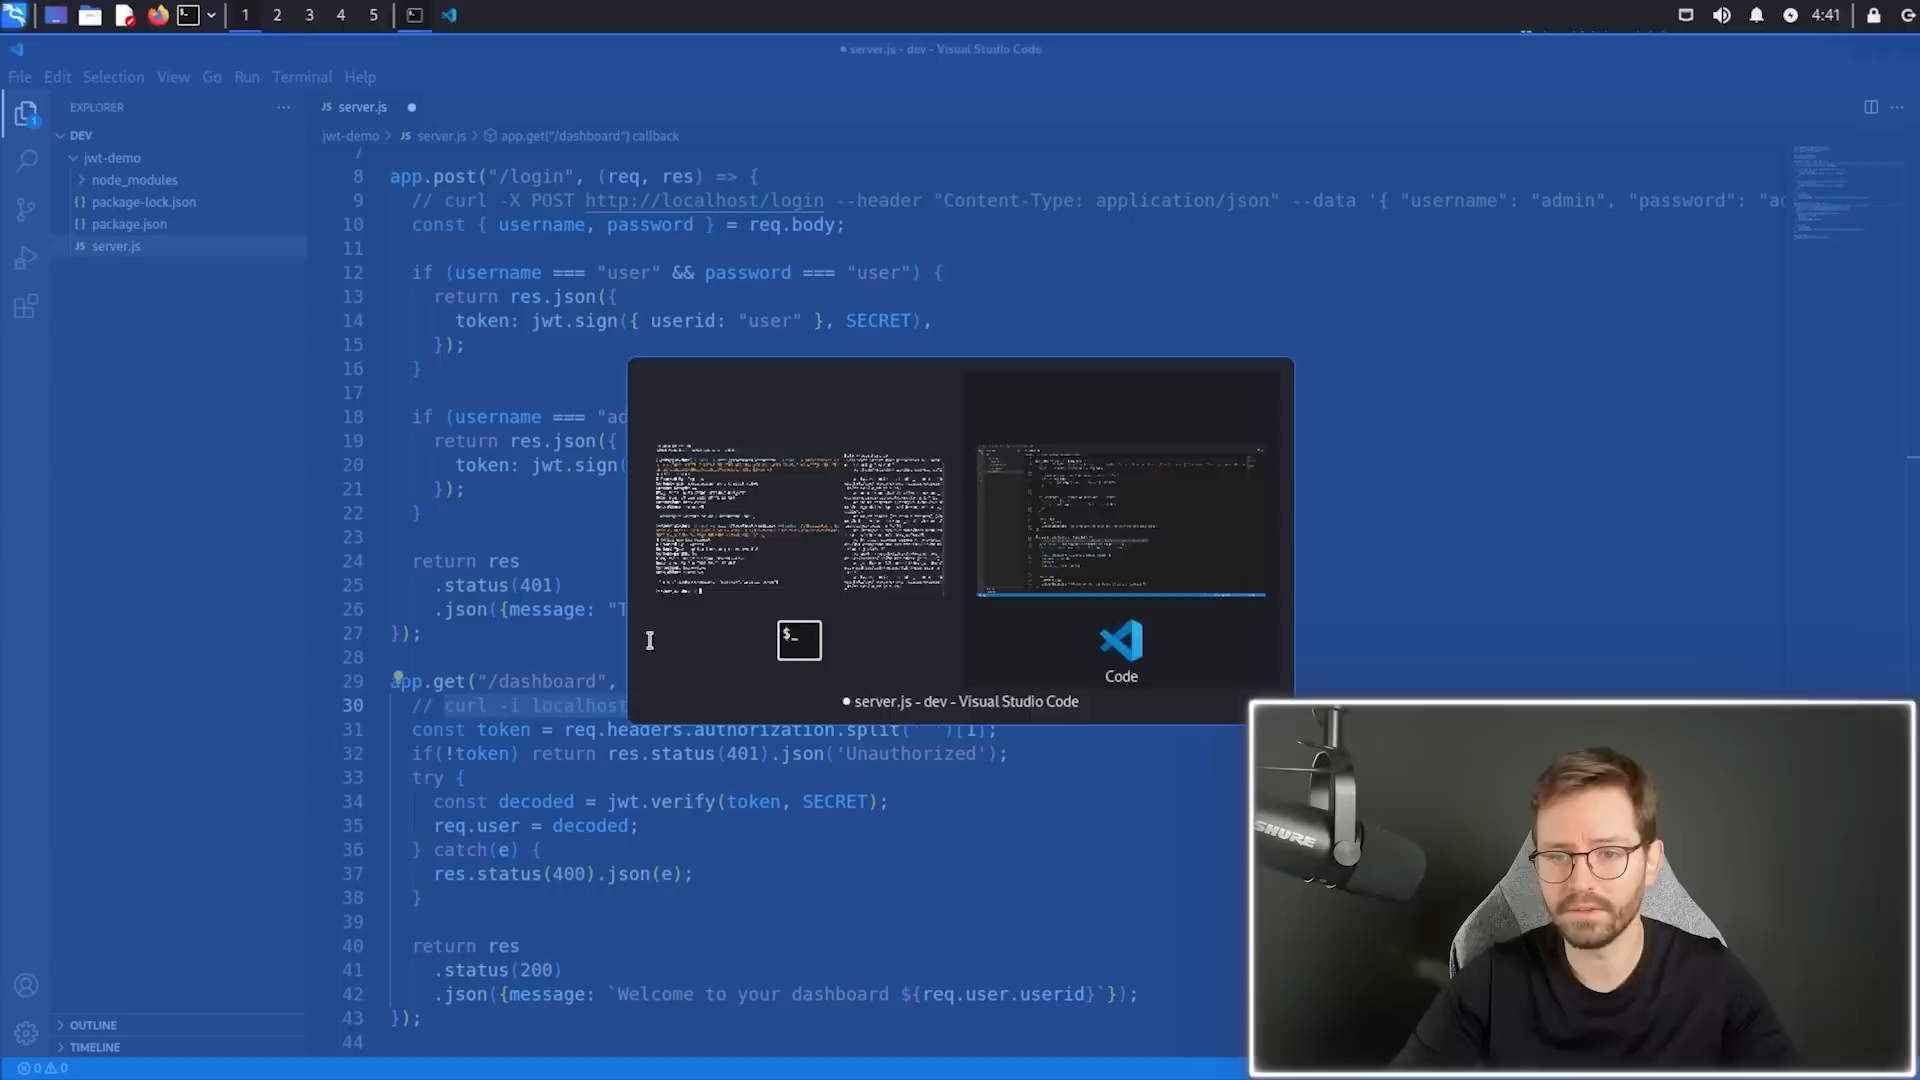 1
2
3
4
5
4:41
server.js - dev - Visual Studio Code
File Edit Selection View Go Run Terminal Help
EXPLORER
1
DEV
jwt-demo
node_modules
package-lock.json
package.json
JS server.js
OUTLINE
TIMELINE
JS server.js
jwt-demo > JS server.js > app.get("/dashboard") callback
7
8 app.post("/login", (req, res) => {
9 // curl -X POST http://localhost/login --header "Content-Type: application/json" --data '{ "username": "admin", "password": "ad
10 const { username, password } = req.body;
11
12 if (username === "user" && password === "user") {
13 return res.json({
14 token: jwt.sign({ userid: "user" }, SECRET),
15 });
16 }
17
18 if (username === "ad
19 return res.json({
20 token: jwt.sign(
21 });
22 }
23
24 return res
25 .status(401)
26 .json({message: "T
27 });
28
29 app.get("/dashboard",
30 // curl -i localhost
31 const token = req.headers.authorization.split(" ")[1];
32 if(!token) return res.status(401).json('Unauthorized');
33 try {
34 const decoded = jwt.verify(token, SECRET);
35 req.user = decoded;
36 } catch(e) {
37 res.status(400).json(e);
38 }
39
40 return res
41 .status(200)
42 .json({message: `Welcome to your dashboard ${req.user.userid}`});
43 });
44
$_
Code
server.js - dev - Visual Studio Code
SHURE
0 0